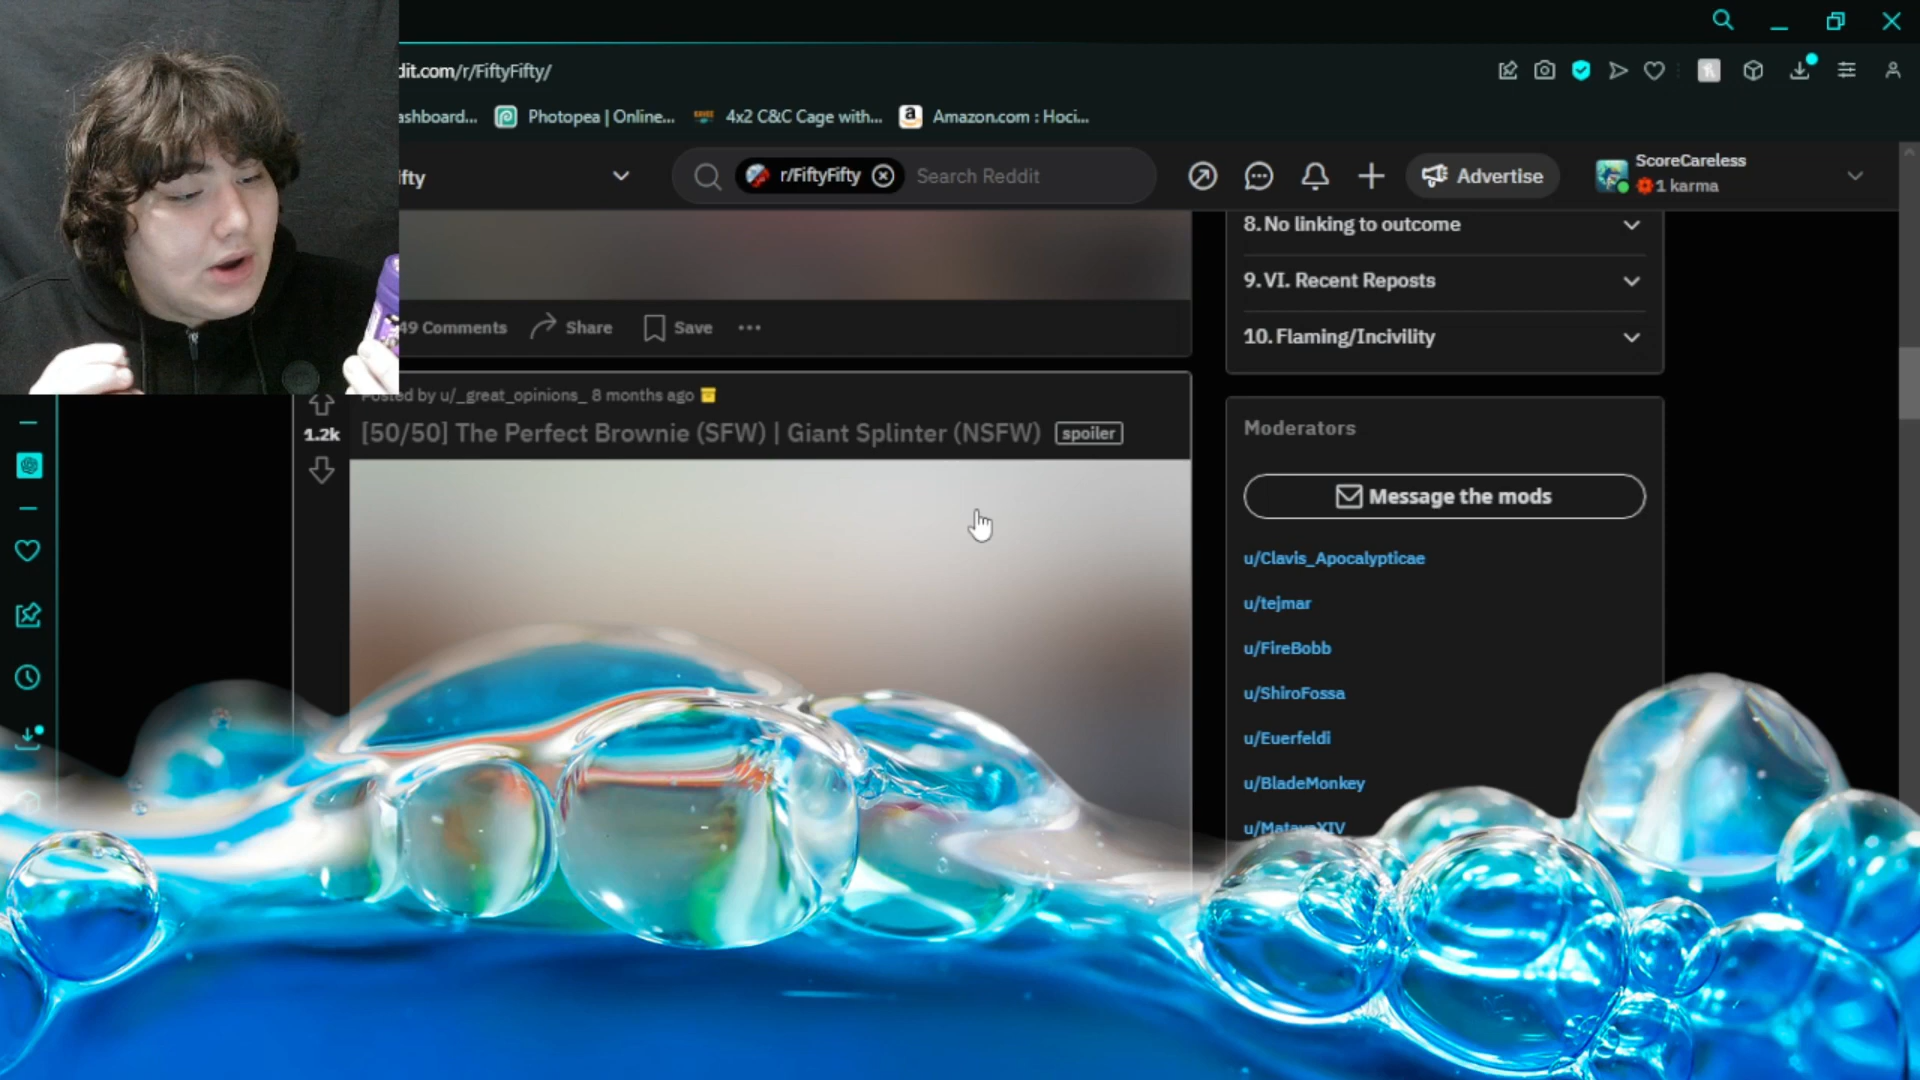 dit.com/r/FiftyFifty/
ashboard...
Photopea | Online...
4x2 C&C Cage with...
Amazon.com : Hoci...
ifty
r/FiftyFifty
Search Reddit
Advertise
ScoreCareless
1 karma
8. No linking to outcome
9. VI. Recent Reposts
10. Flaming/Incivility
49 Comments
Share
Save
Posted by u/_great_opinions_ 8 months ago
1.2k
[50/50] The Perfect Brownie (SFW) | Giant Splinter (NSFW)
spoiler
Moderators
Message the mods
u/Clavis_Apocalypticae
u/tejmar
u/FireBobb
u/ShiroFossa
u/Euerfeldi
u/BladeMonkey